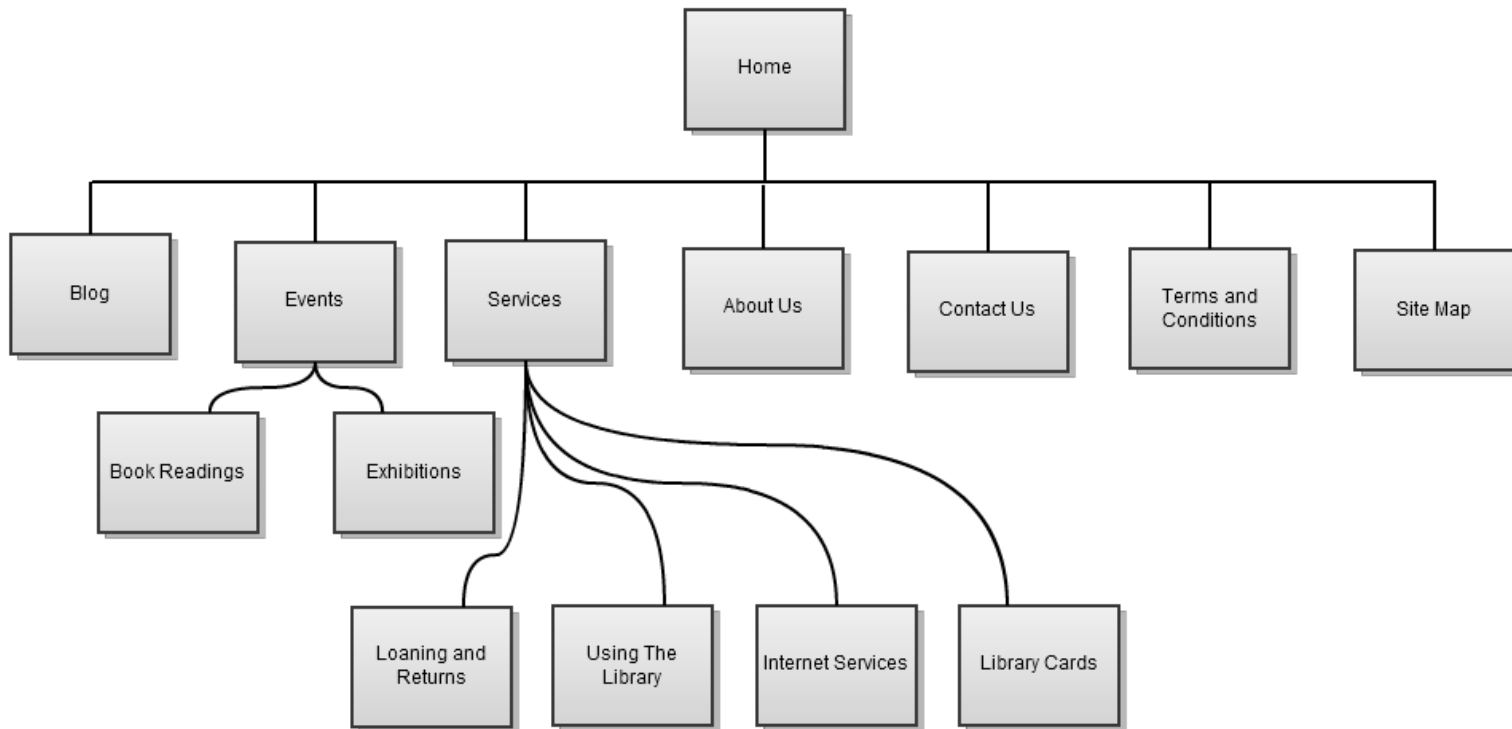 Home
Blog
Events
Services
About Us
Contact Us
Terms and
Conditions
Site Map
Book Readings
Exhibitions
Loaning and
Returns
Using The
Library
Internet Services
Library Cards